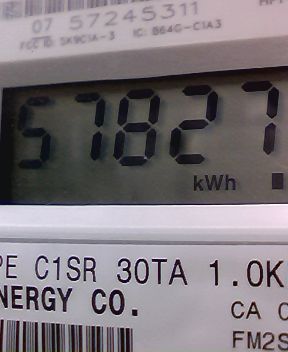 07 57245311
FCC ID: SK9C1A-3 IC: 864G-C1A3
57827
kWh
PE C1SR 30TA 1.0K
NERGY CO.
CA 0
FM2S